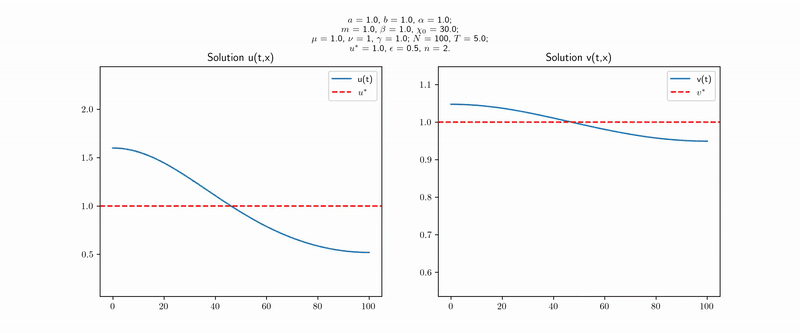 a = 1.0, b = 1.0, α = 1.0;
m = 1.0, β = 1.0, χ₀ = 30.0;
μ = 1.0, ν = 1, γ = 1.0; N = 100, T = 5.0;
u* = 1.0, ϵ = 0.5, n = 2.
Solution u(t,x)
u(t)
u*
2.0
1.5
1.0
0.5
0 20 40 60 80 100
Solution v(t,x)
v(t)
v*
1.1
1.0
0.9
0.8
0.7
0.6
0 20 40 60 80 100